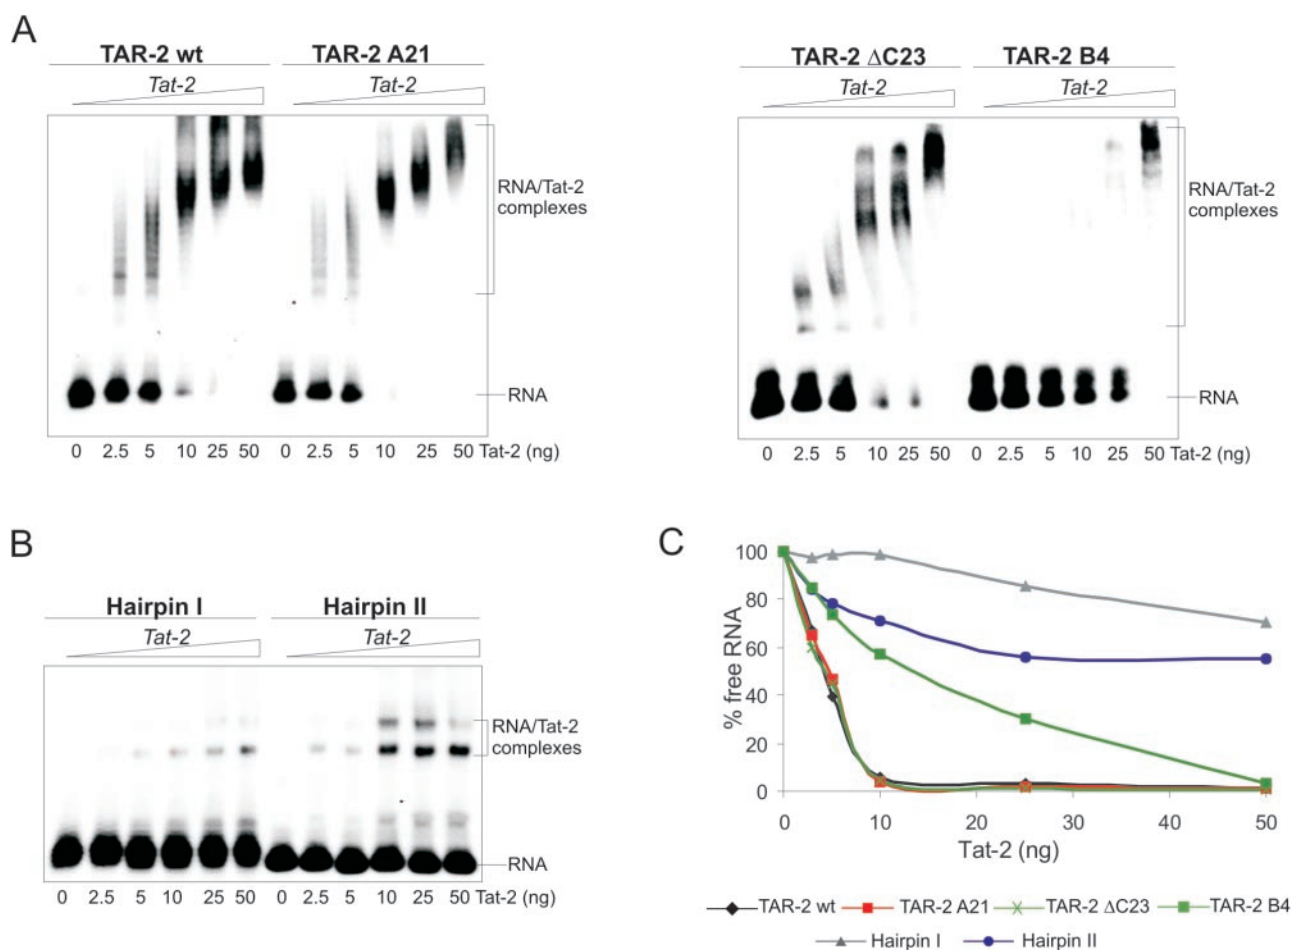 A
TAR-2 wt TAR-2 A21
Tat-2 Tat-2
RNA/Tat-2
complexes
RNA
0 2.5 5 10 25 50 0 2.5 5 10 25 50 Tat-2 (ng)
TAR-2 ΔC23 TAR-2 B4
Tat-2 Tat-2
RNA/Tat-2
complexes
RNA
0 2.5 5 10 25 50 0 2.5 5 10 25 50 Tat-2 (ng)
B
Hairpin I Hairpin II
Tat-2 Tat-2
RNA/Tat-2
complexes
RNA
0 2.5 5 10 25 50 0 2.5 5 10 25 50 Tat-2 (ng)
C
% free RNA
100
80
60
40
20
0
0 10 20 30 40 50
Tat-2 (ng)
TAR-2 wt TAR-2 A21 TAR-2 ΔC23 TAR-2 B4
Hairpin I Hairpin II